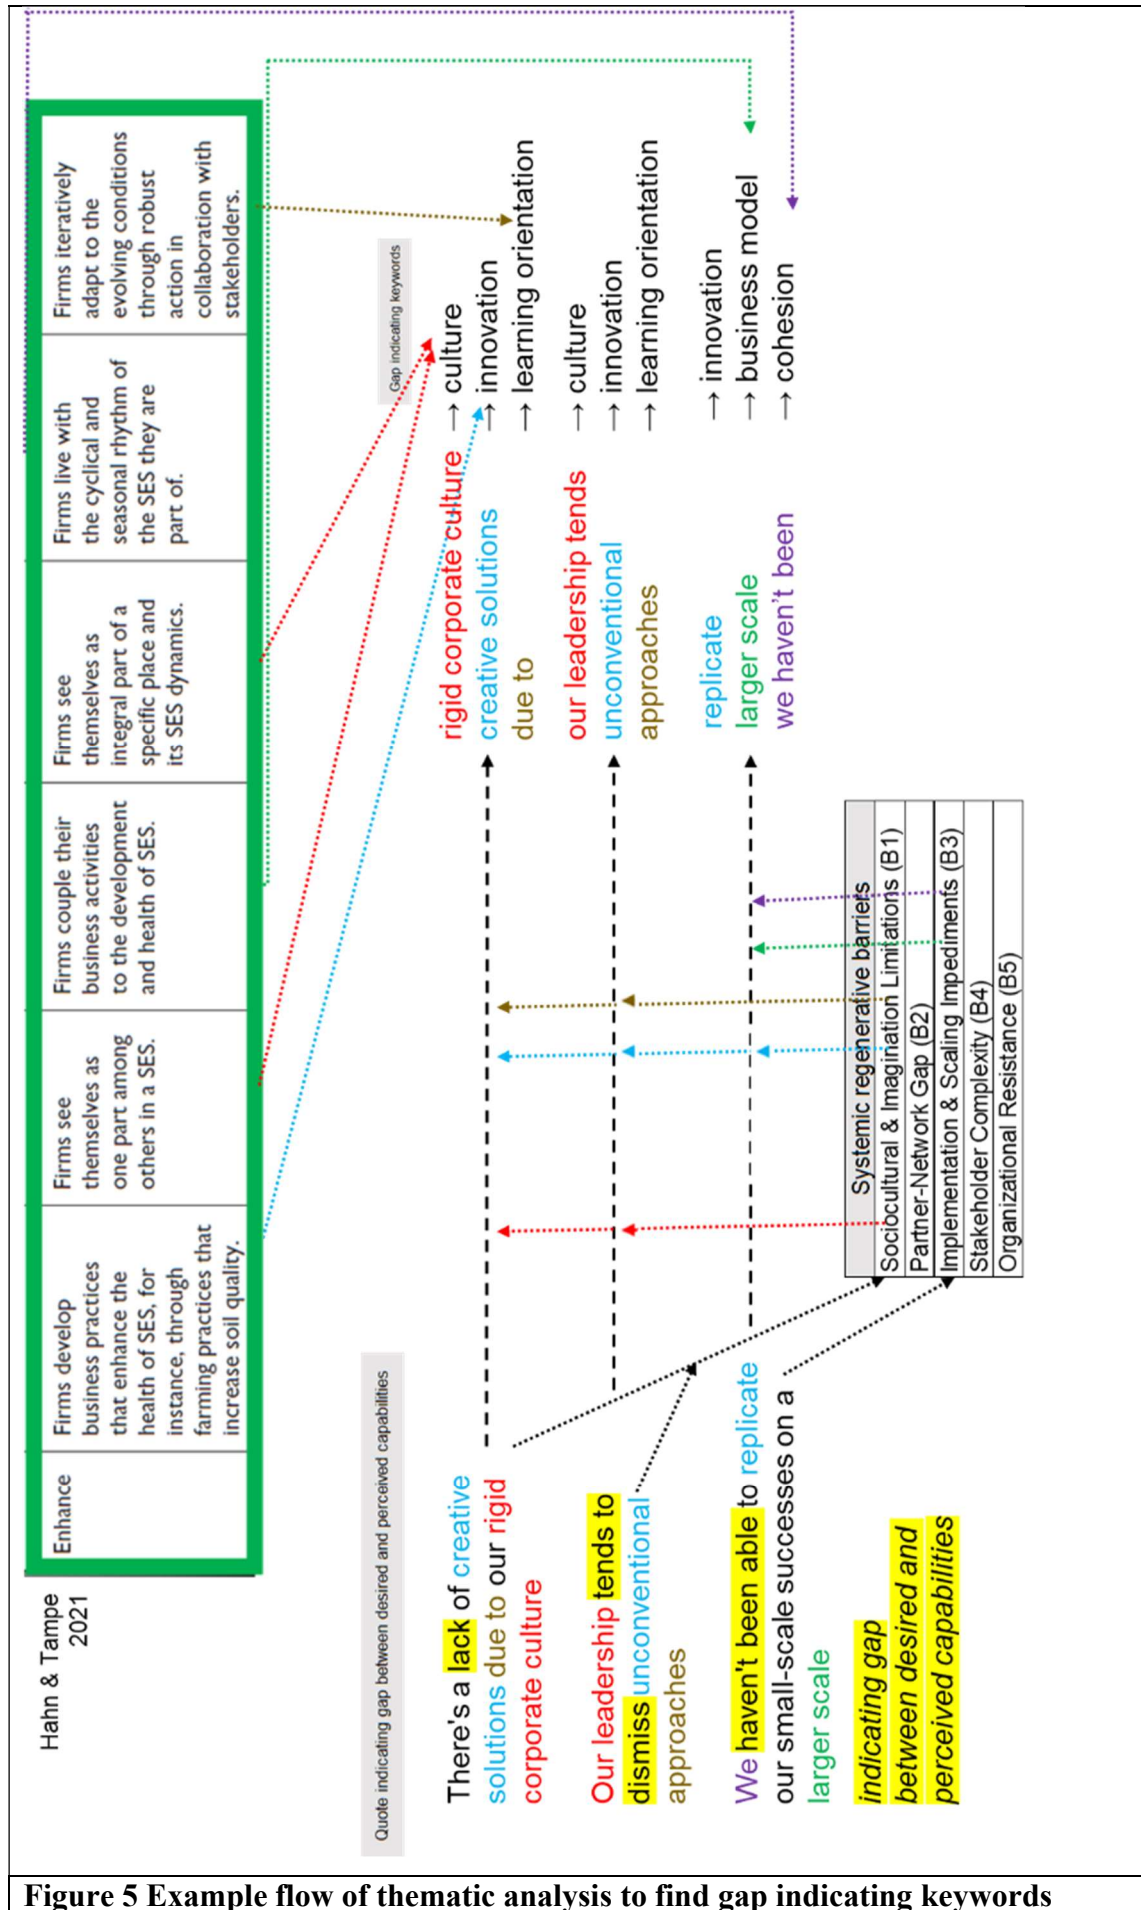 Hahn & Tampe
2021
Enhance
Firms develop
business practices
that enhance the
health of SES, for
instance, through
farming practices that
increase soil quality.
Firms see
themselves as
one part among
others in a SES.
Firms couple their
business activities
to the development
and health of SES.
Firms see
themselves as
integral part of a
specific place and
its SES dynamics.
Firms live with
the cyclical and
seasonal rhythm of
the SES they are
part of.
Firms iteratively
adapt to the
evolving conditions
through robust
action in
collaboration with
stakeholders.
Quote indicating gap between desired and perceived capabilities
Gap indicating keywords
There's a lack of creative
solutions due to our rigid
corporate culture
rigid corporate culture → culture
creative solutions → innovation
due to → learning orientation
Our leadership tends to
dismiss unconventional
approaches
our leadership tends → culture
unconventional → innovation
approaches → learning orientation
We haven't been able to replicate
our small-scale successes on a
larger scale
replicate → innovation
larger scale → business model
we haven't been → cohesion
indicating gap
between desired and
perceived capabilities
Systemic regenerative barriers
Sociocultural & Imagination Limitations (B1)
Partner-Network Gap (B2)
Implementation & Scaling Impediments (B3)
Stakeholder Complexity (B4)
Organizational Resistance (B5)
Figure 5 Example flow of thematic analysis to find gap indicating keywords